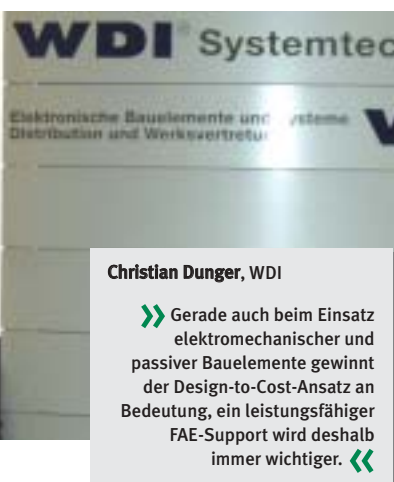 WDI® Systemtec
Elektronische Bauelemente und Systeme
Distribution und Werksvertretu
Christian Dunger, WDI
》Gerade auch beim Einsatz
elektromechanischer und
passiver Bauelemente gewinnt
der Design-to-Cost-Ansatz an
Bedeutung, ein leistungsfähiger
FAE-Support wird deshalb
immer wichtiger.《